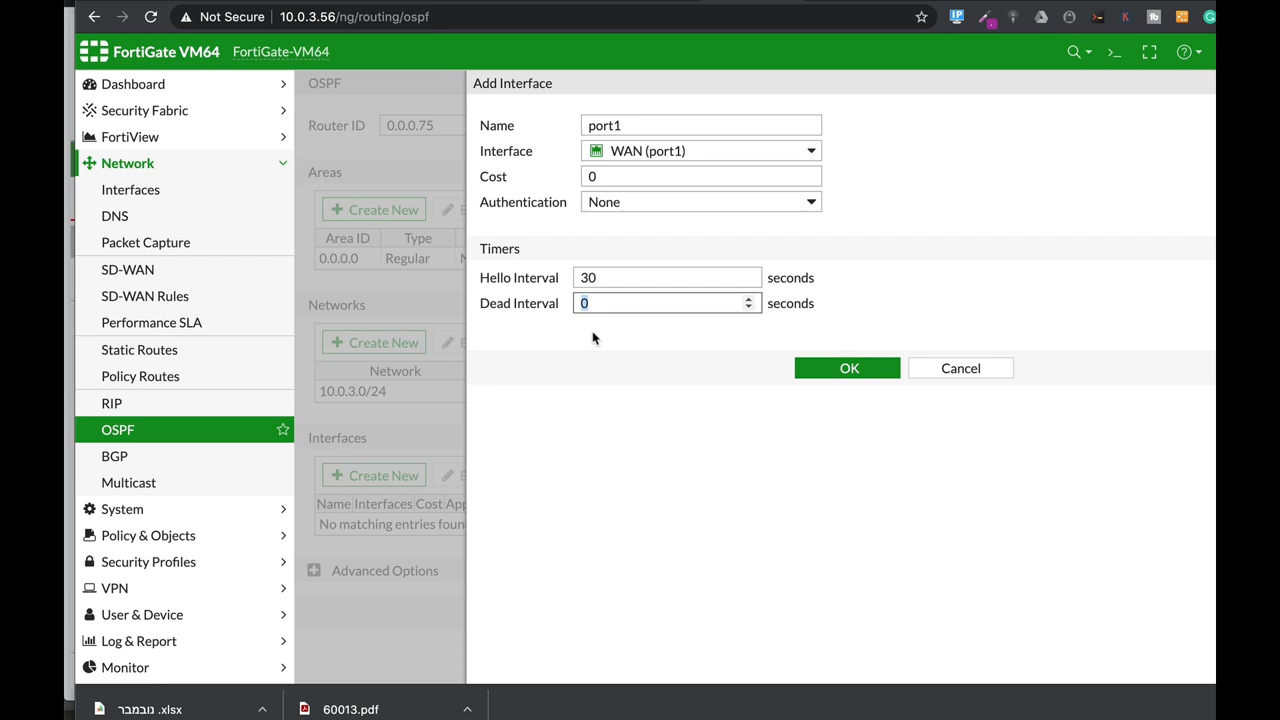 Not Secure | 10.0.3.56/ng/routing/ospf
FortiGate VM64 FortiGate-VM64
Dashboard
Security Fabric
FortiView
Network
Interfaces
DNS
Packet Capture
SD-WAN
SD-WAN Rules
Performance SLA
Static Routes
Policy Routes
RIP
OSPF
BGP
Multicast
System
Policy & Objects
Security Profiles
VPN
User & Device
Log & Report
Monitor
OSPF
Router ID 0.0.0.75
Areas
Create New E
Area ID Type
0.0.0.0 Regular N
Networks
Create New E
Network
10.0.3.0/24
Interfaces
Create New E
Name Interfaces Cost App
No matching entries foun
Advanced Options
Add Interface
Name port1
Interface WAN (port1)
Cost 0
Authentication None
Timers
Hello Interval 30 seconds
Dead Interval 0 seconds
OK Cancel
נובמבר .xlsx
60013.pdf